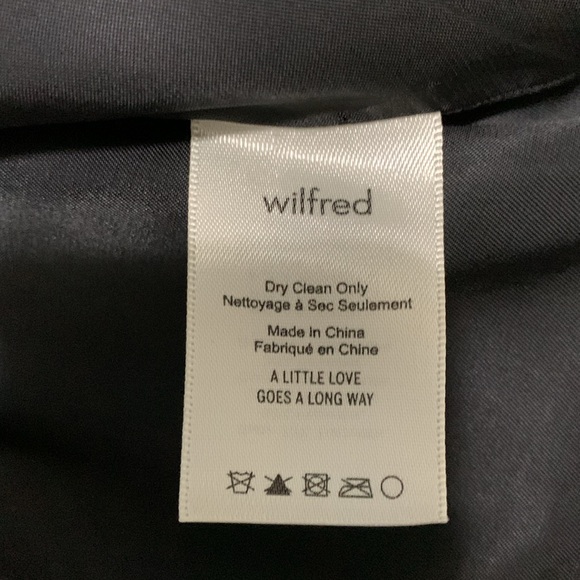 wilfred
Dry Clean Only
Nettoyage à Sec Seulement
Made in China
Fabriqué en Chine
A LITTLE LOVE
GOES A LONG WAY